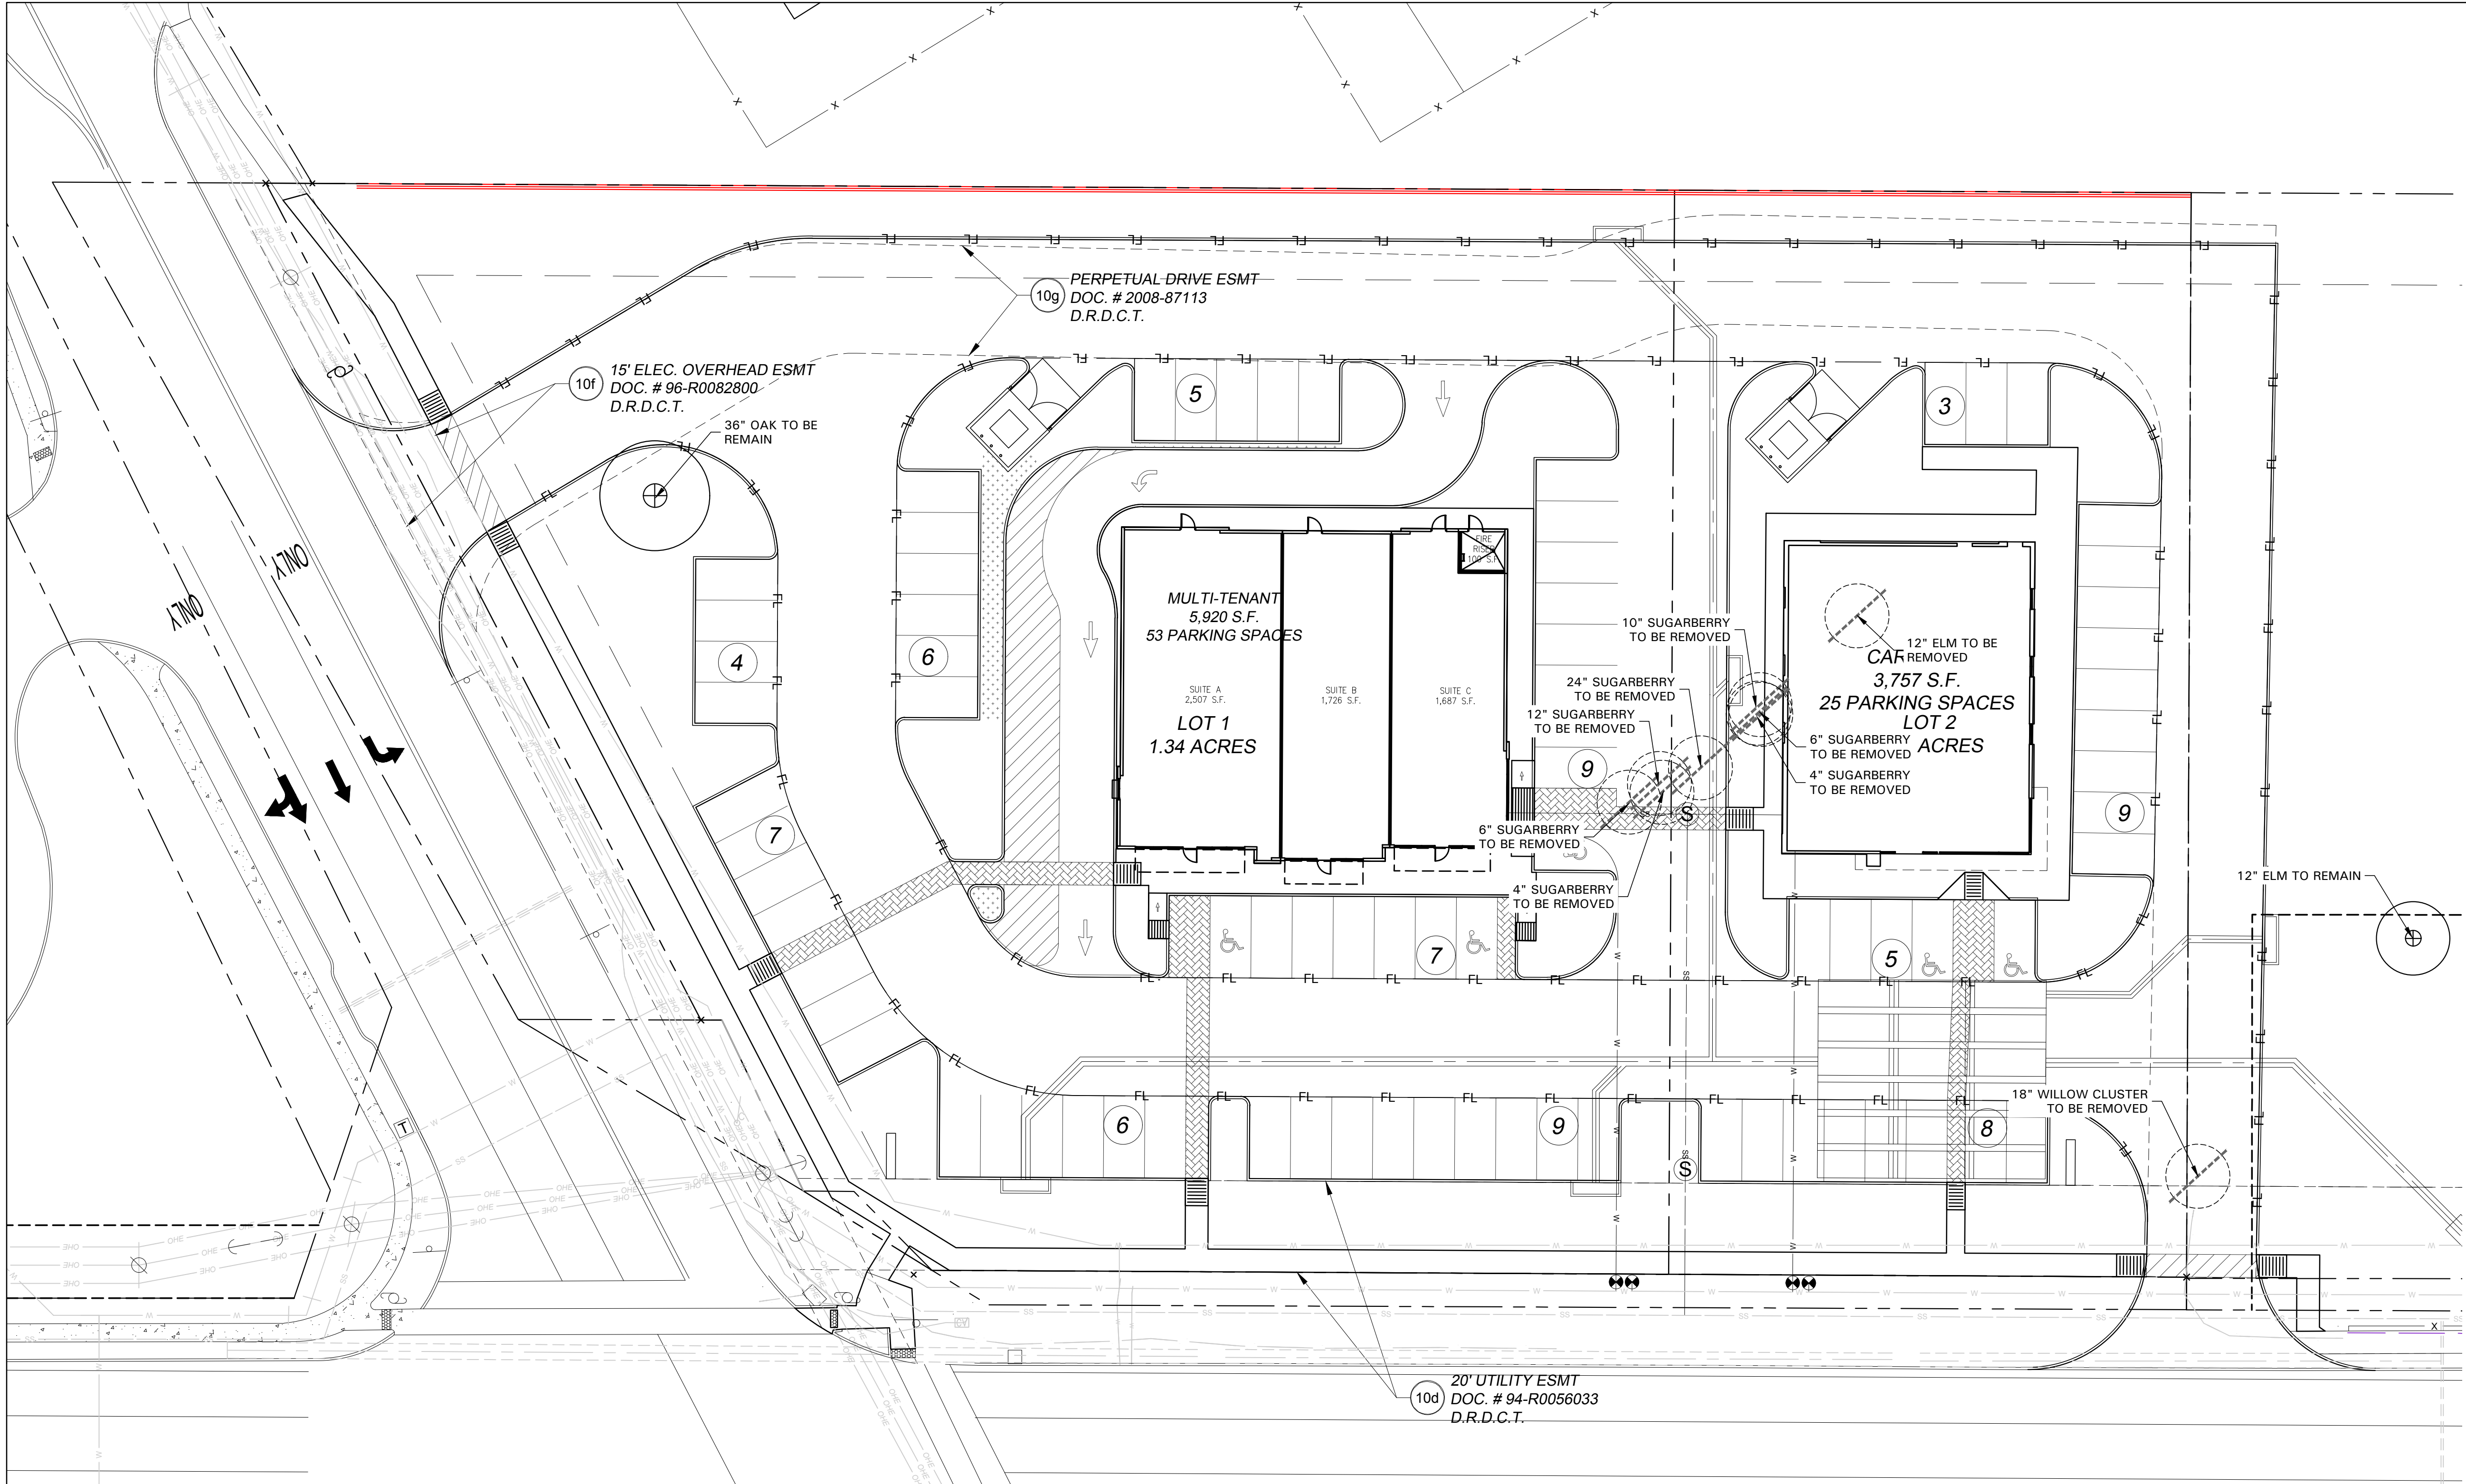 10g
PERPETUAL DRIVE ESMT
DOC. # 2008-87113
D.R.D.C.T.
10f
15' ELEC. OVERHEAD ESMT
DOC. # 96-R0082800
D.R.D.C.T.
36" OAK TO BE
REMAIN
5
3
ONLY
ONLY
FIRE
RISER
100 S.F.
MULTI-TENANT
5,920 S.F.
53 PARKING SPACES
SUITE A
2,507 S.F.
SUITE B
1,726 S.F.
SUITE C
1,687 S.F.
LOT 1
1.34 ACRES
4
6
7
9
10" SUGARBERRY
TO BE REMOVED
24" SUGARBERRY
TO BE REMOVED
12" SUGARBERRY
TO BE REMOVED
6" SUGARBERRY
TO BE REMOVED
4" SUGARBERRY
TO BE REMOVED
12" ELM TO BE
REMOVED
3,757 S.F.
25 PARKING SPACES
LOT 2
ACRES
6" SUGARBERRY
TO BE REMOVED
4" SUGARBERRY
TO BE REMOVED
9
12" ELM TO REMAIN
7
5
S
S
T
6
9
8
18" WILLOW CLUSTER
TO BE REMOVED
10d
20' UTILITY ESMT
DOC. # 94-R0056033
D.R.D.C.T.
FL
OHE
W
SS
X